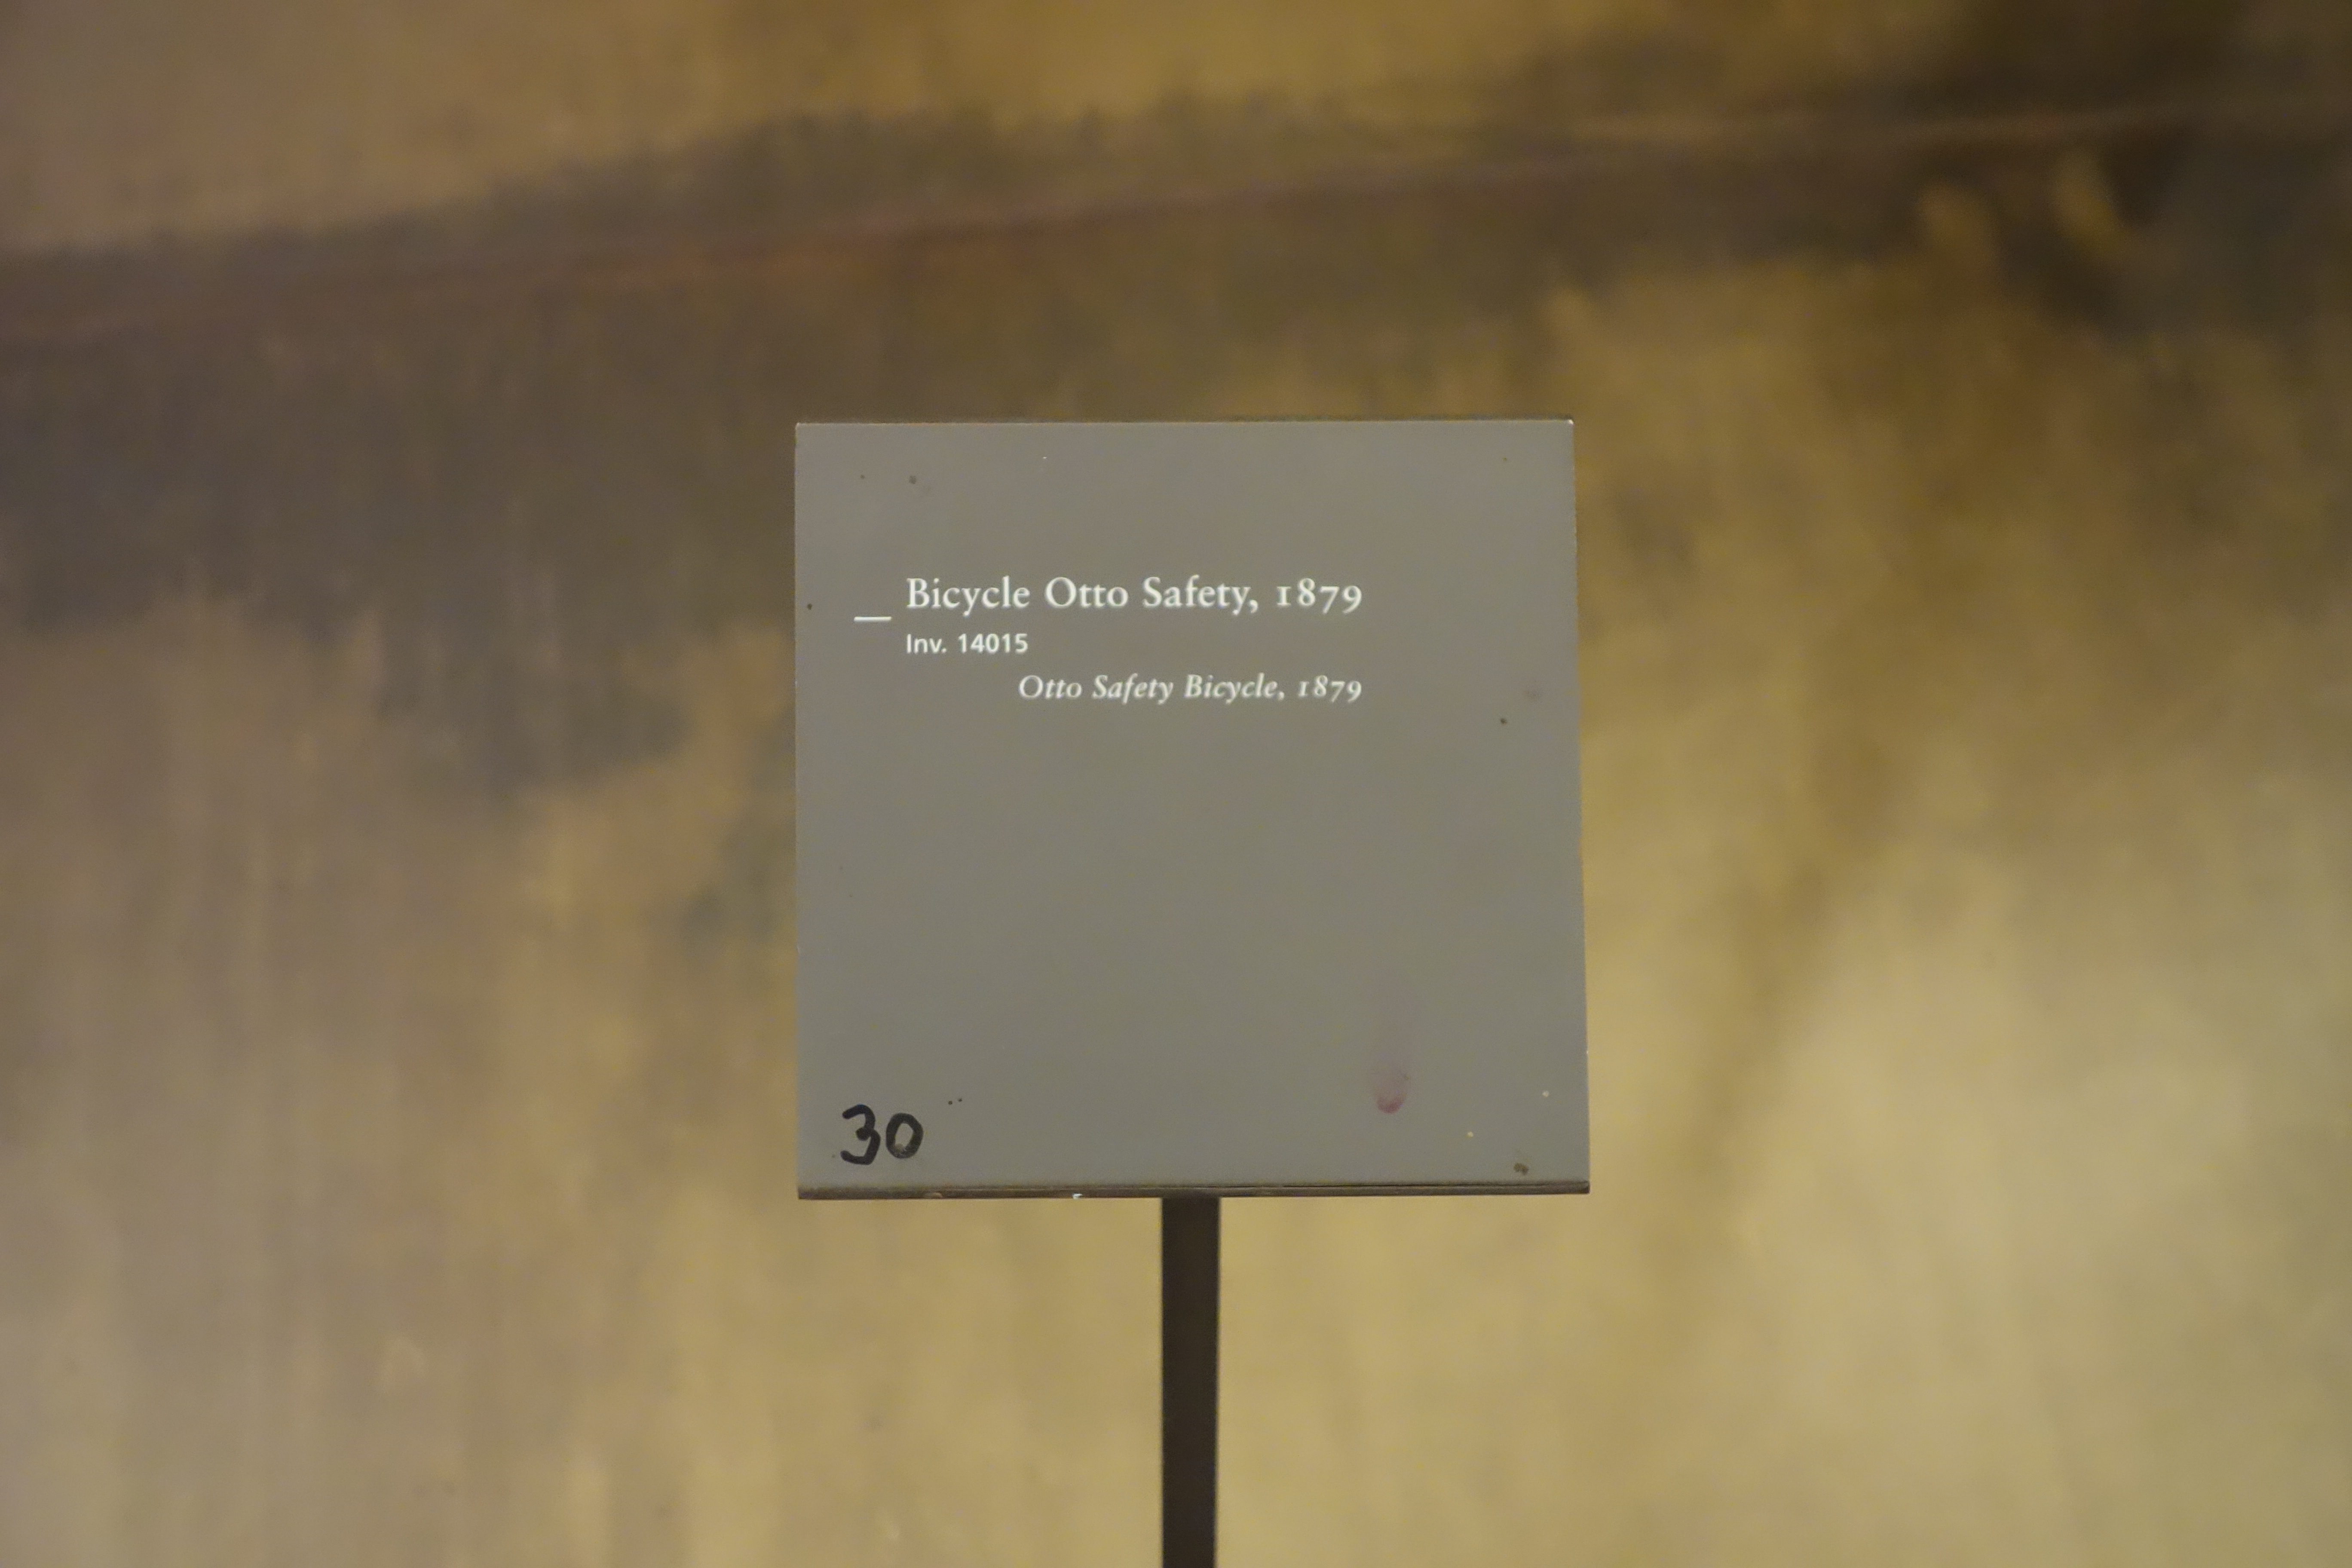 Bicycle Otto Safety, 1879
Inv. 14015
Otto Safety Bicycle, 1879
30